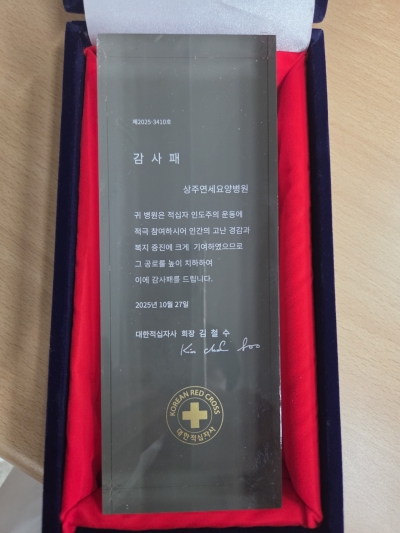 제2025-3410호
감 사 패
상주연세요양병원
귀 병원은 적십자 인도주의 운동에
적극 참여하시어 인간의 고난 경감과
복지 증진에 크게 기여하였으므로
그 공로를 높이 치하하여
이에 감사패를 드립니다.
2025년 10월 27일
대한적십자사 회장 김 철 수
KOREAN RED CROSS
대한적십자사